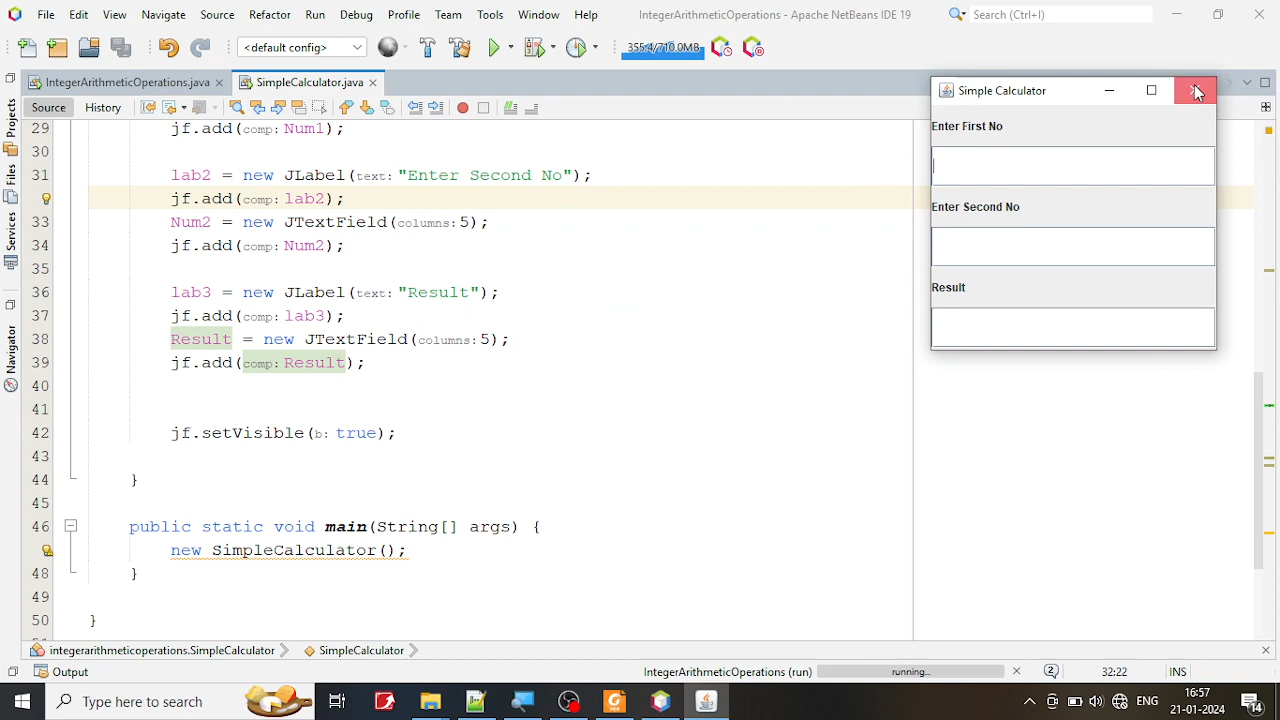 File Edit View Navigate Source Refactor Run Debug Profile Team Tools Window Help IntegerArithmeticOperations - Apache NetBeans IDE 19 Search (Ctrl+I)
<default config> 355.4/710.0MB
IntegerArithmeticOperations.java SimpleCalculator.java
Source History
Projects
Files
Services
Navigator
29 jf.add(comp: Num1);
30
31 lab2 = new JLabel(text: "Enter Second No");
jf.add(comp: lab2);
33 Num2 = new JTextField(columns: 5);
34 jf.add(comp: Num2);
35
36 lab3 = new JLabel(text: "Result");
37 jf.add(comp: lab3);
38 Result = new JTextField(columns: 5);
39 jf.add(comp: Result);
40
41
42 jf.setVisible(b: true);
43
44 }
45
46 public static void main(String[] args) {
new SimpleCalculator();
48 }
49
50 }
Simple Calculator
Enter First No
Enter Second No
Result
integerarithmeticoperations.SimpleCalculator SimpleCalculator
Output IntegerArithmeticOperations (run) running... 2 32:22 INS
Type here to search ENG 16:57
21-01-2024 14